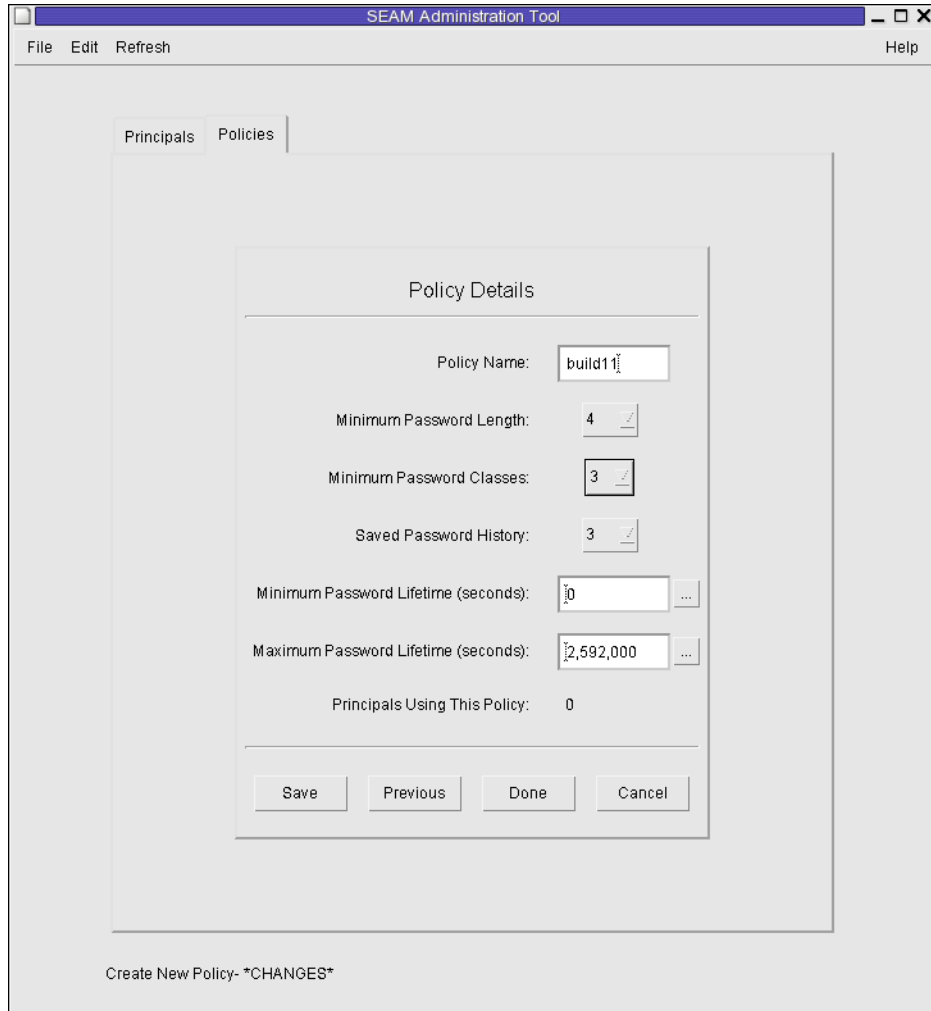 SEAM Administration Tool
File Edit Refresh Help
Principals Policies
Policy Details
Policy Name: build11
Minimum Password Length: 4
Minimum Password Classes: 3
Saved Password History: 3
Minimum Password Lifetime (seconds): 0 ...
Maximum Password Lifetime (seconds): 2,592,000 ...
Principals Using This Policy: 0
Save Previous Done Cancel
Create New Policy- *CHANGES*